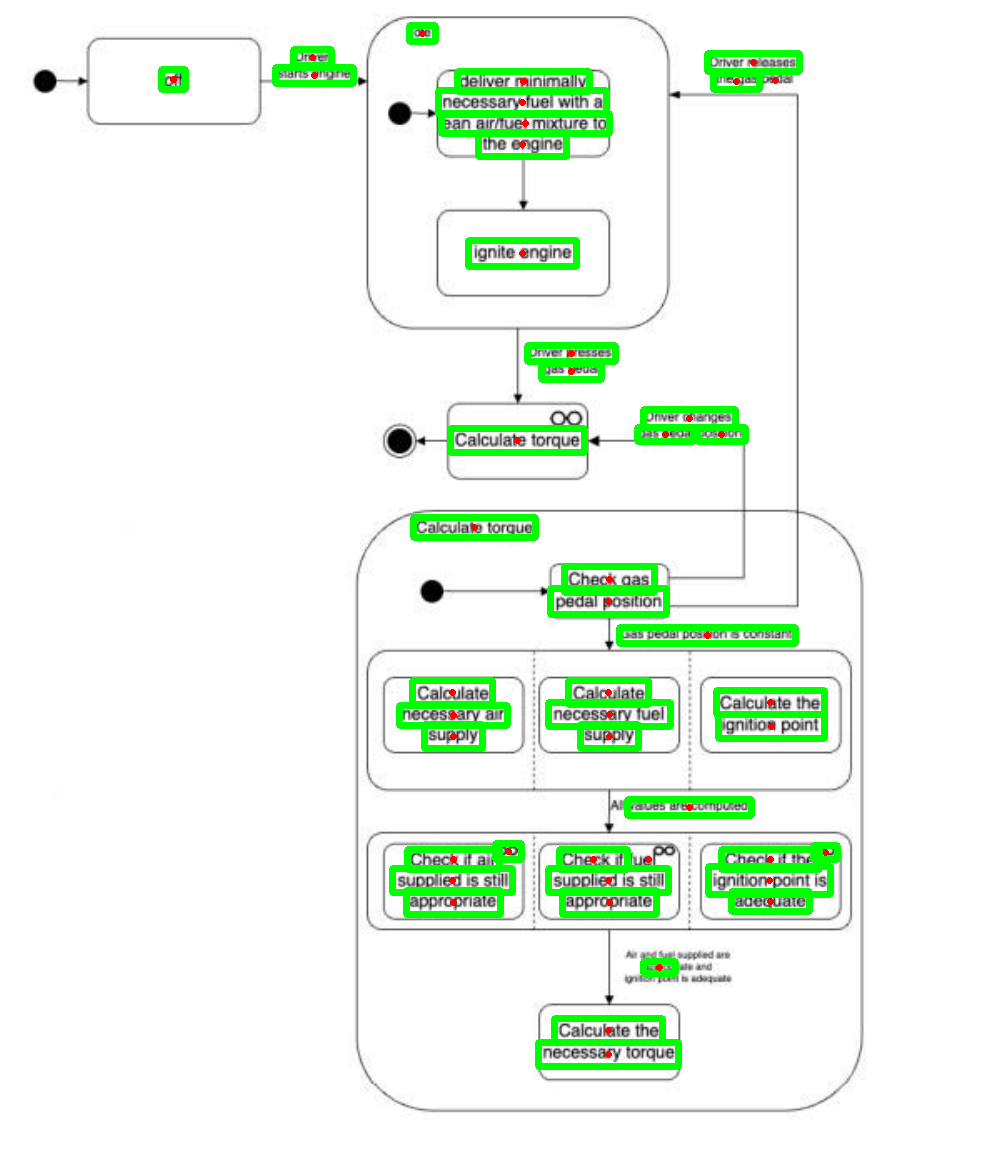 off
Driver
starts engine
Idle
deliver minimally
necessary fuel with a
lean air/fuel mixture to
the engine
Driver releases
the gas pedal
ignite engine
Driver presses
gas pedal
Calculate torque
Driver changes
gas pedal position
Calculate torque
Check gas
pedal position
Gas pedal position is constant
Calculate
necessary air
supply
Calculate
necessary fuel
supply
Calculate the
ignition point
All values are computed
Check if air
supplied is still
appropriate
Check if fuel
supplied is still
appropriate
Check if the
ignition point is
adequate
Air and fuel supplied are
appropriate and
ignition point is adequate
Calculate the
necessary torque